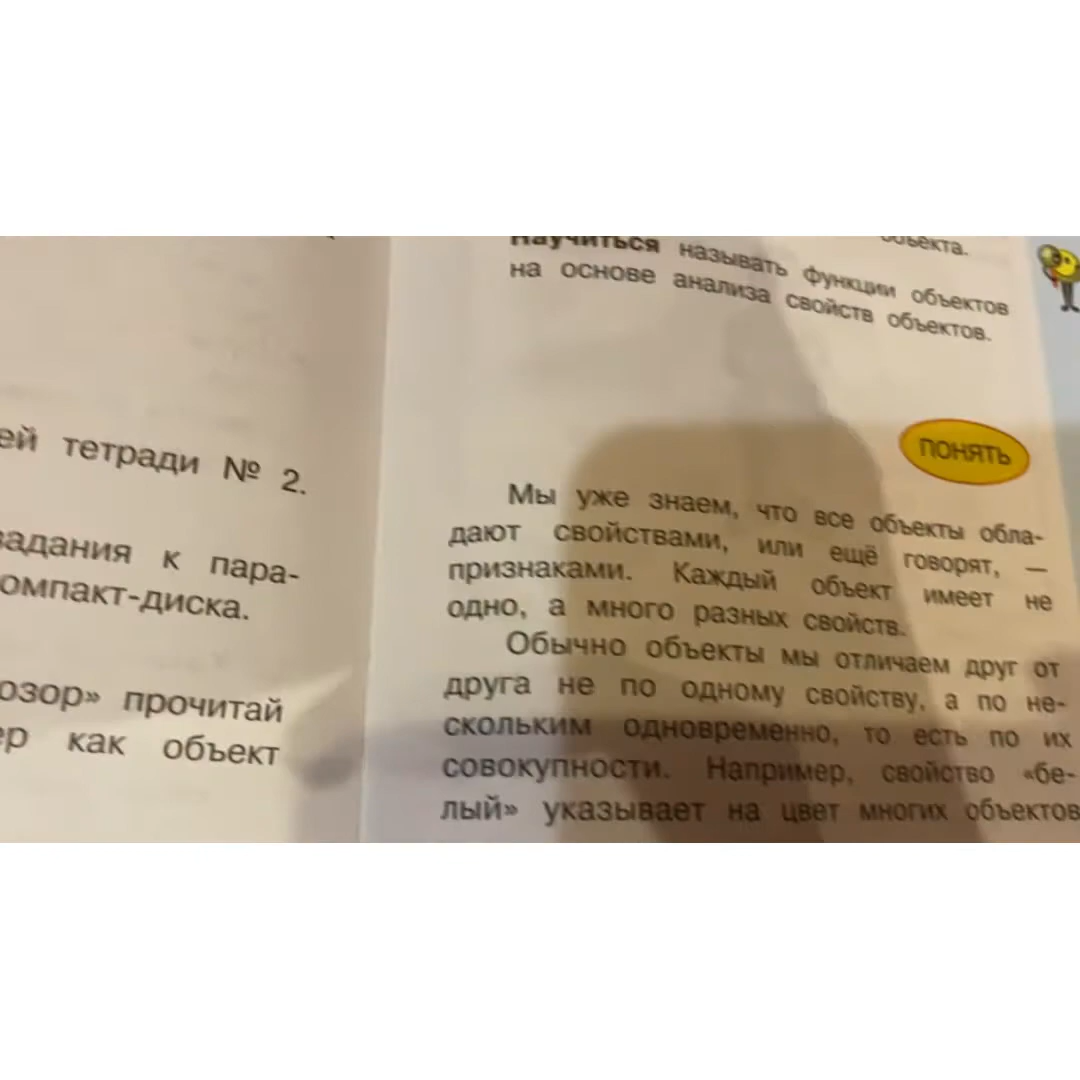 ей тетради № 2.
задания к пара-
омпакт-диска.
озор» прочитай
ер как объект
объекта.
Научиться называть функции объектов
на основе анализа свойств объектов.
ПОНЯТЬ
Мы уже знаем, что все объекты обла-
дают свойствами, или ещё говорят, —
признаками. Каждый объект имеет не
одно, а много разных свойств.
Обычно объекты мы отличаем друг от
друга не по одному свойству, а по не-
скольким одновременно, то есть по их
совокупности. Например, свойство «бе-
лый» указывает на цвет многих объектов